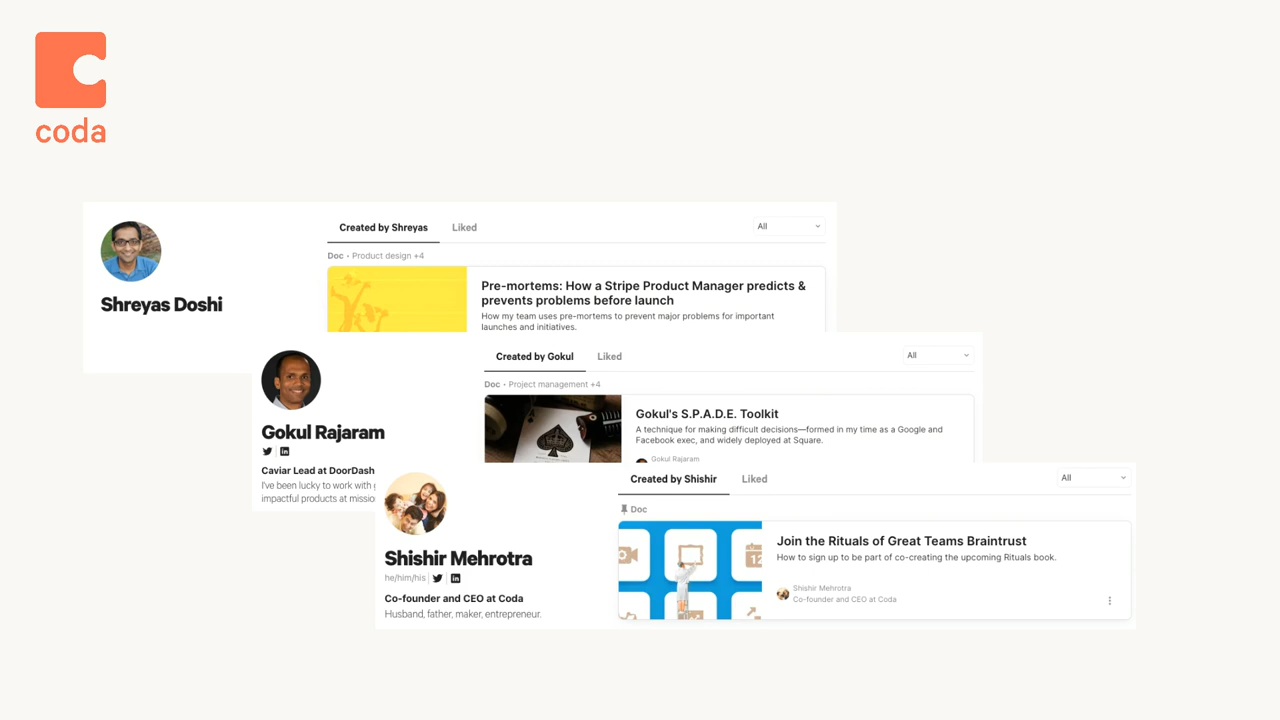 coda
Shreyas Doshi
Created by Shreyas
Liked
All
Doc • Product design +4
Pre-mortems: How a Stripe Product Manager predicts &
prevents problems before launch
How my team uses pre-mortems to prevent major problems for important
launches and initiatives.
Gokul Rajaram
Caviar Lead at DoorDash
I've been lucky to work with
impactful products at missio
Created by Gokul
Liked
All
Doc • Project management +4
Gokul's S.P.A.D.E. Toolkit
A technique for making difficult decisions—formed in my time as a Google and
Facebook exec, and widely deployed at Square.
Gokul Rajaram
Shishir Mehrotra
he/him/his
Co-founder and CEO at Coda
Husband, father, maker, entrepreneur.
Created by Shishir
Liked
All
Doc
12
Join the Rituals of Great Teams Braintrust
How to sign up to be part of co-creating the upcoming Rituals book.
Shishir Mehrotra
Co-founder and CEO at Coda